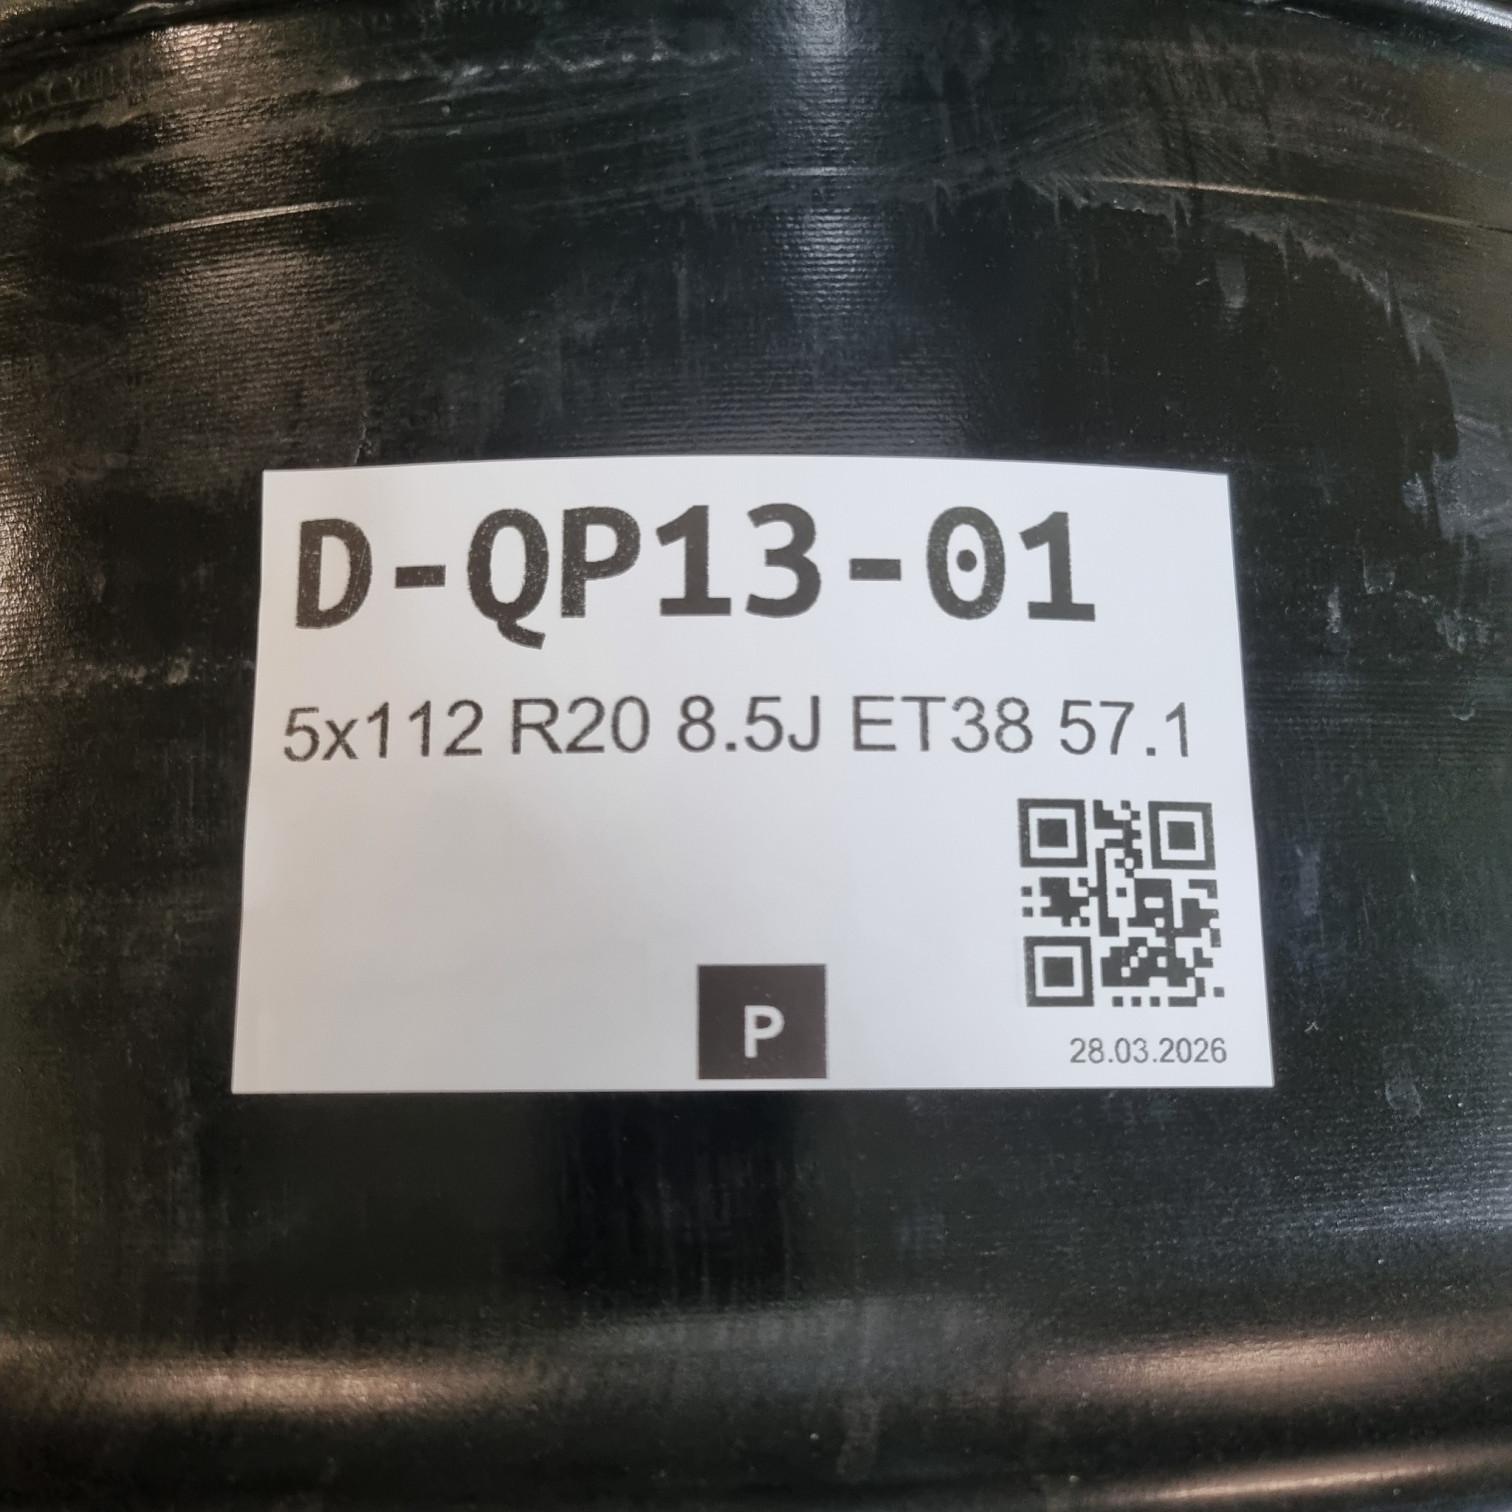 D-QP13-01
5x112 R20 8.5J ET38 57.1
P
28.03.2026